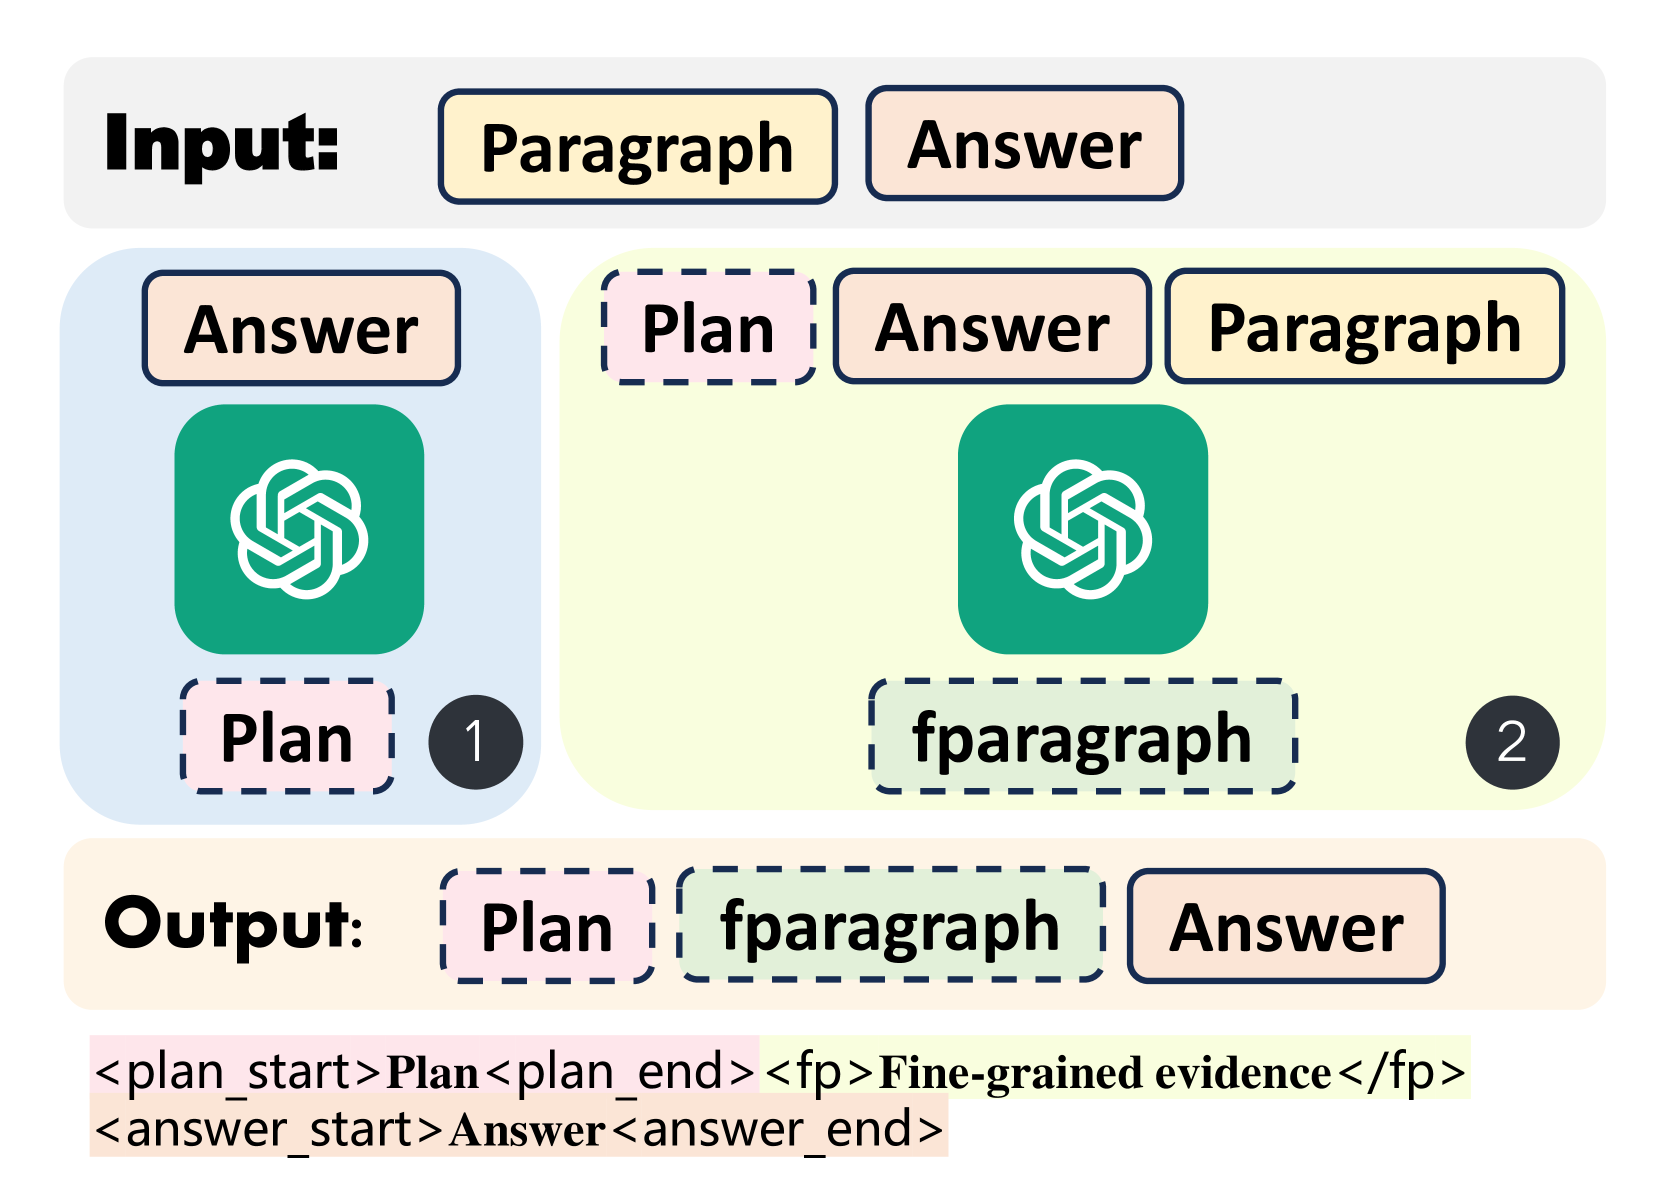 Input: Paragraph Answer
Answer
Plan 1
Plan Answer Paragraph
fparagraph 2
Output: Plan fparagraph Answer
<plan_start>Plan<plan_end><fp>Fine-grained evidence</fp>
<answer_start>Answer<answer_end>